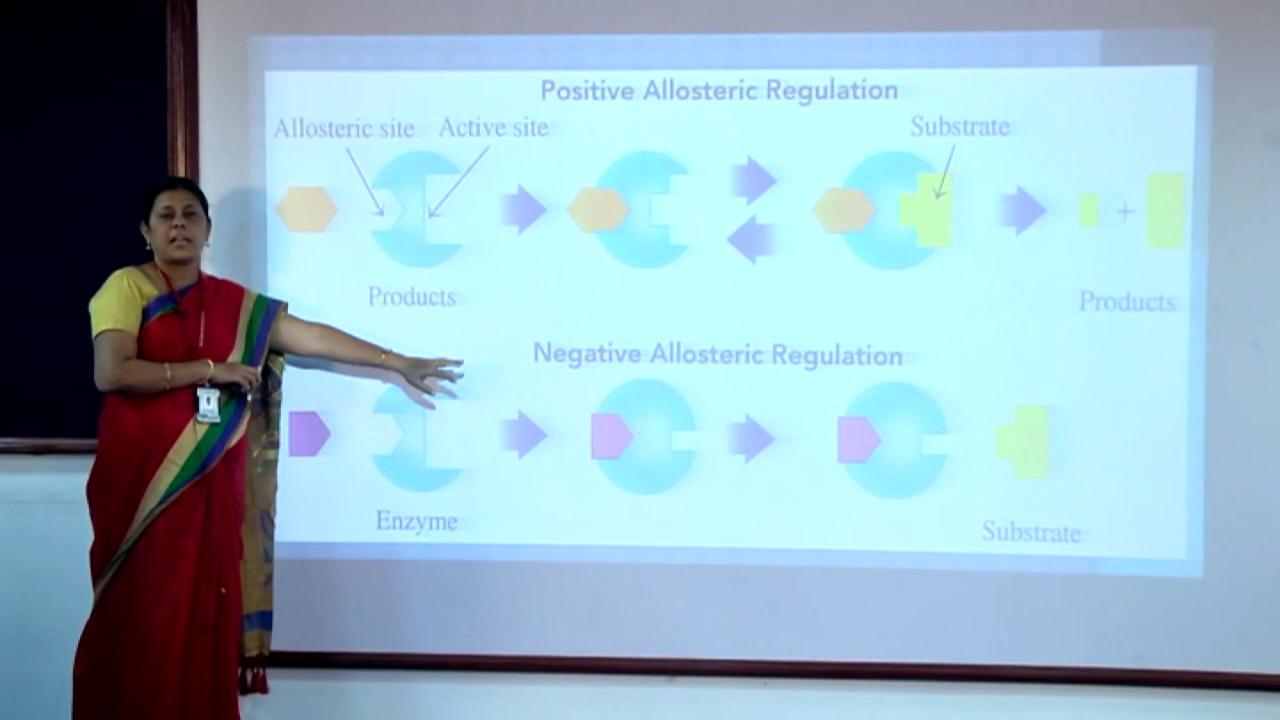 Positive Allosteric Regulation
Allosteric site
Active site
Substrate
+
Products
Products
Negative Allosteric Regulation
Enzyme
Substrate